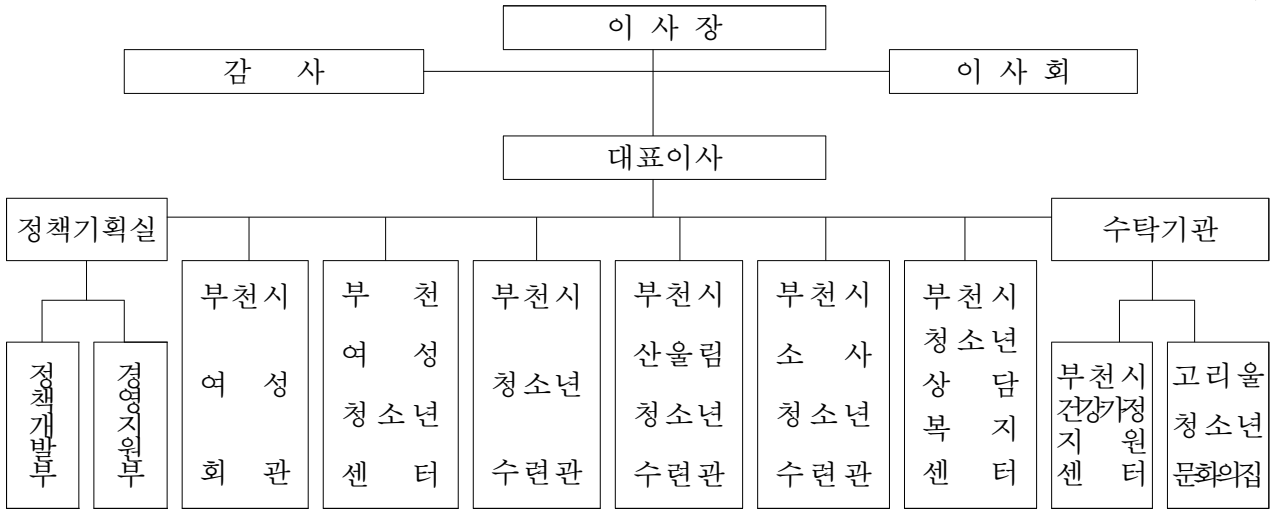 이 사 장
감 사
이 사 회
대표이사
정책기획실
수탁기관
정책개발부
경영지원부
부천시
여 성
회 관
부 천
여 성
청소년
센 터
부천시
청소년
수련관
부천시
산울림
청소년
수련관
부천시
소 사
청소년
수련관
부천시
청소년
상 담
복 지
센 터
부천시
건강가정
지 원
센 터
고리울
청소년
문화의집